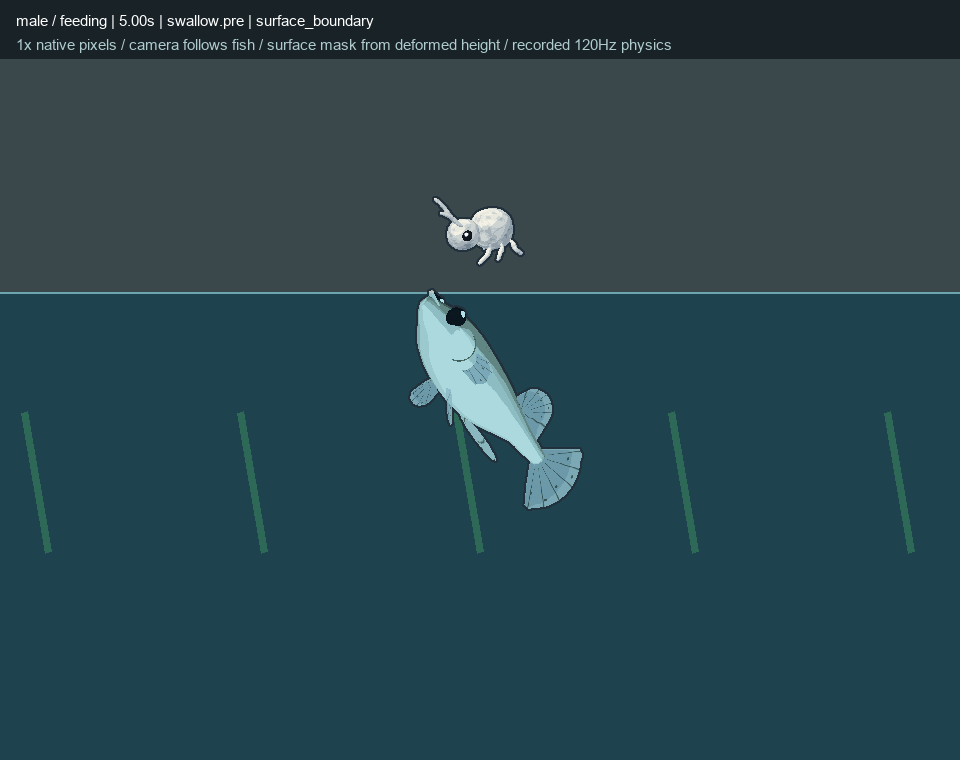 male / feeding | 5.00s | swallow.pre | surface_boundary
1x native pixels / camera follows fish / surface mask from deformed height / recorded 120Hz physics